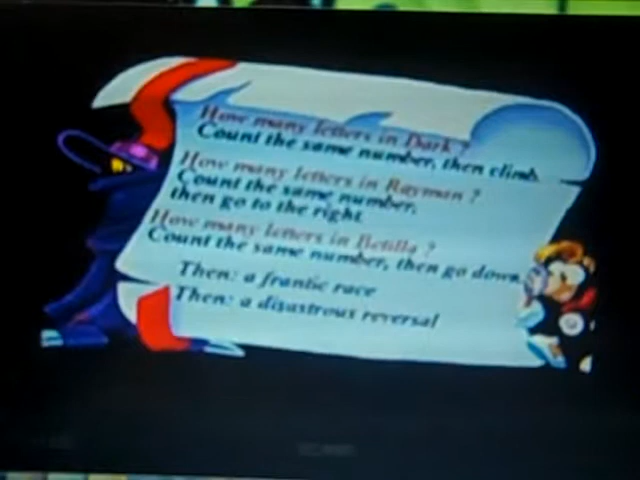 How many letters in Dark ?
Count the same number, then climb
How many letters in Rayman ?
Count the same number,
then go to the right
How many letters in Betilla ?
Count the same number, then go down,
Then: a frantic race
Then: a disastrous reversal